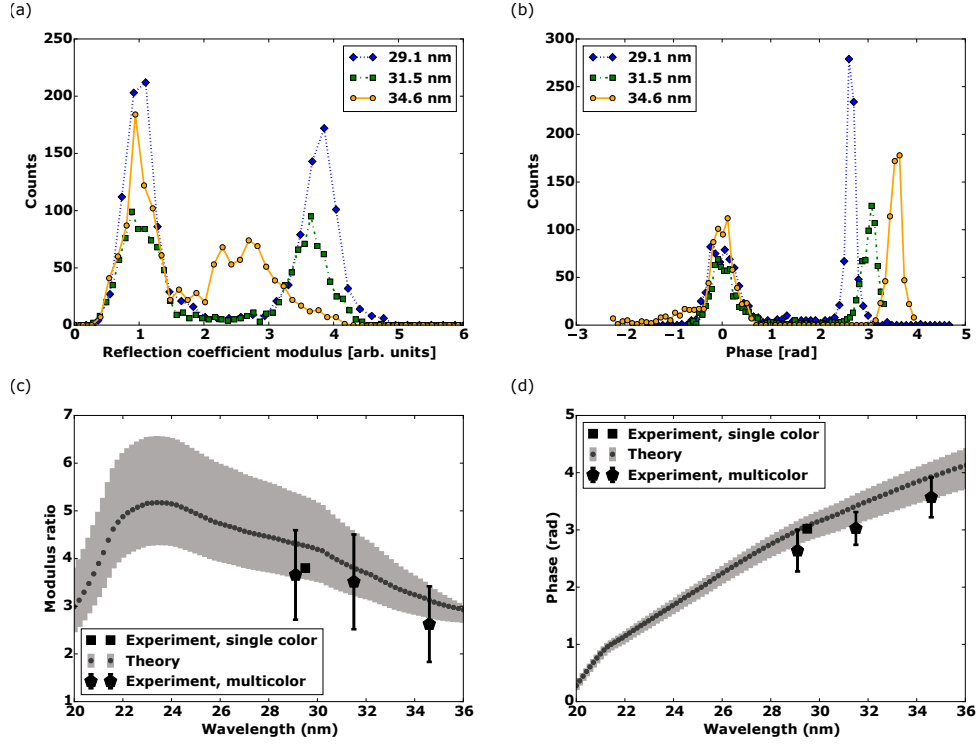 (a)
250
200
150
100
50
0
Counts
0
1
2
3
4
5
6
Reflection coefficient modulus [arb. units]
29.1 nm
31.5 nm
34.6 nm
(b)
300
250
200
150
100
50
0
Counts
−3
−2
−1
0
1
2
3
4
5
Phase [rad]
29.1 nm
31.5 nm
34.6 nm
(c)
7
6
5
4
3
2
1
Modulus ratio
20
22
24
26
28
30
32
34
36
Wavelength (nm)
Experiment, single color
Theory
Experiment, multicolor
(d)
5
4
3
2
1
0
Phase (rad)
20
22
24
26
28
30
32
34
36
Wavelength (nm)
Experiment, single color
Theory
Experiment, multicolor